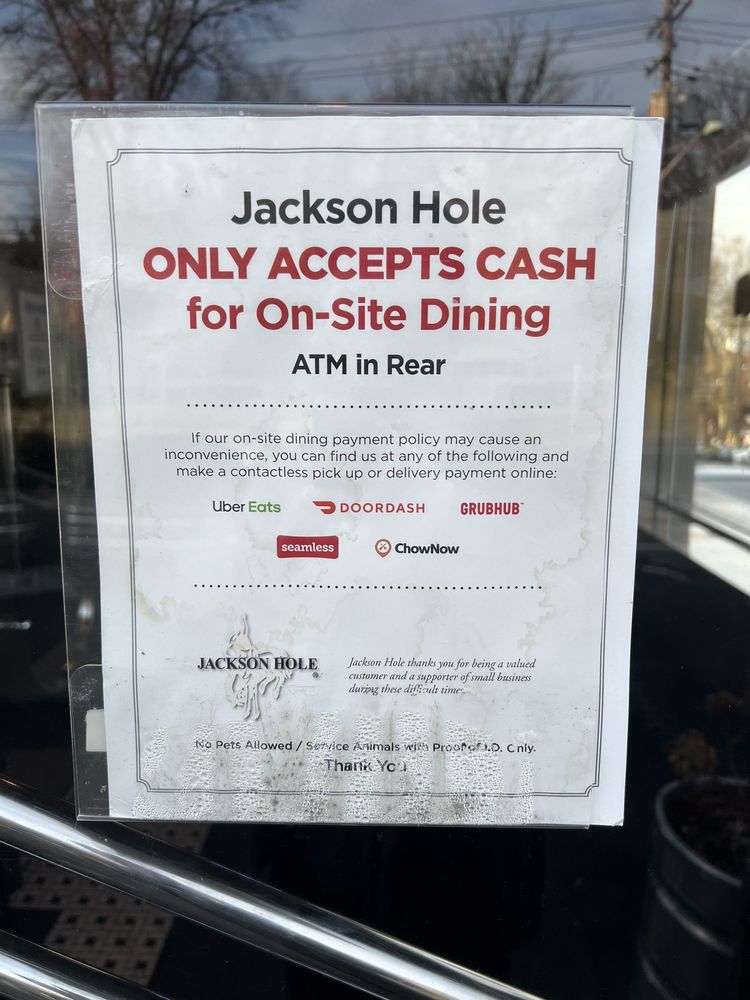 Jackson Hole
ONLY ACCEPTS CASH
for On-Site Dining
ATM in Rear
If our on-site dining payment policy may cause an
inconvenience, you can find us at any of the following and
make a contactless pick up or delivery payment online:
Uber Eats DOORDASH GRUBHUB™
seamless ChowNow
JACKSON HOLE®
Jackson Hole thanks you for being a valued
customer and a supporter of small business
during these difficult times.
No Pets Allowed / Service Animals with Proof of I.D. Only.
Thank You